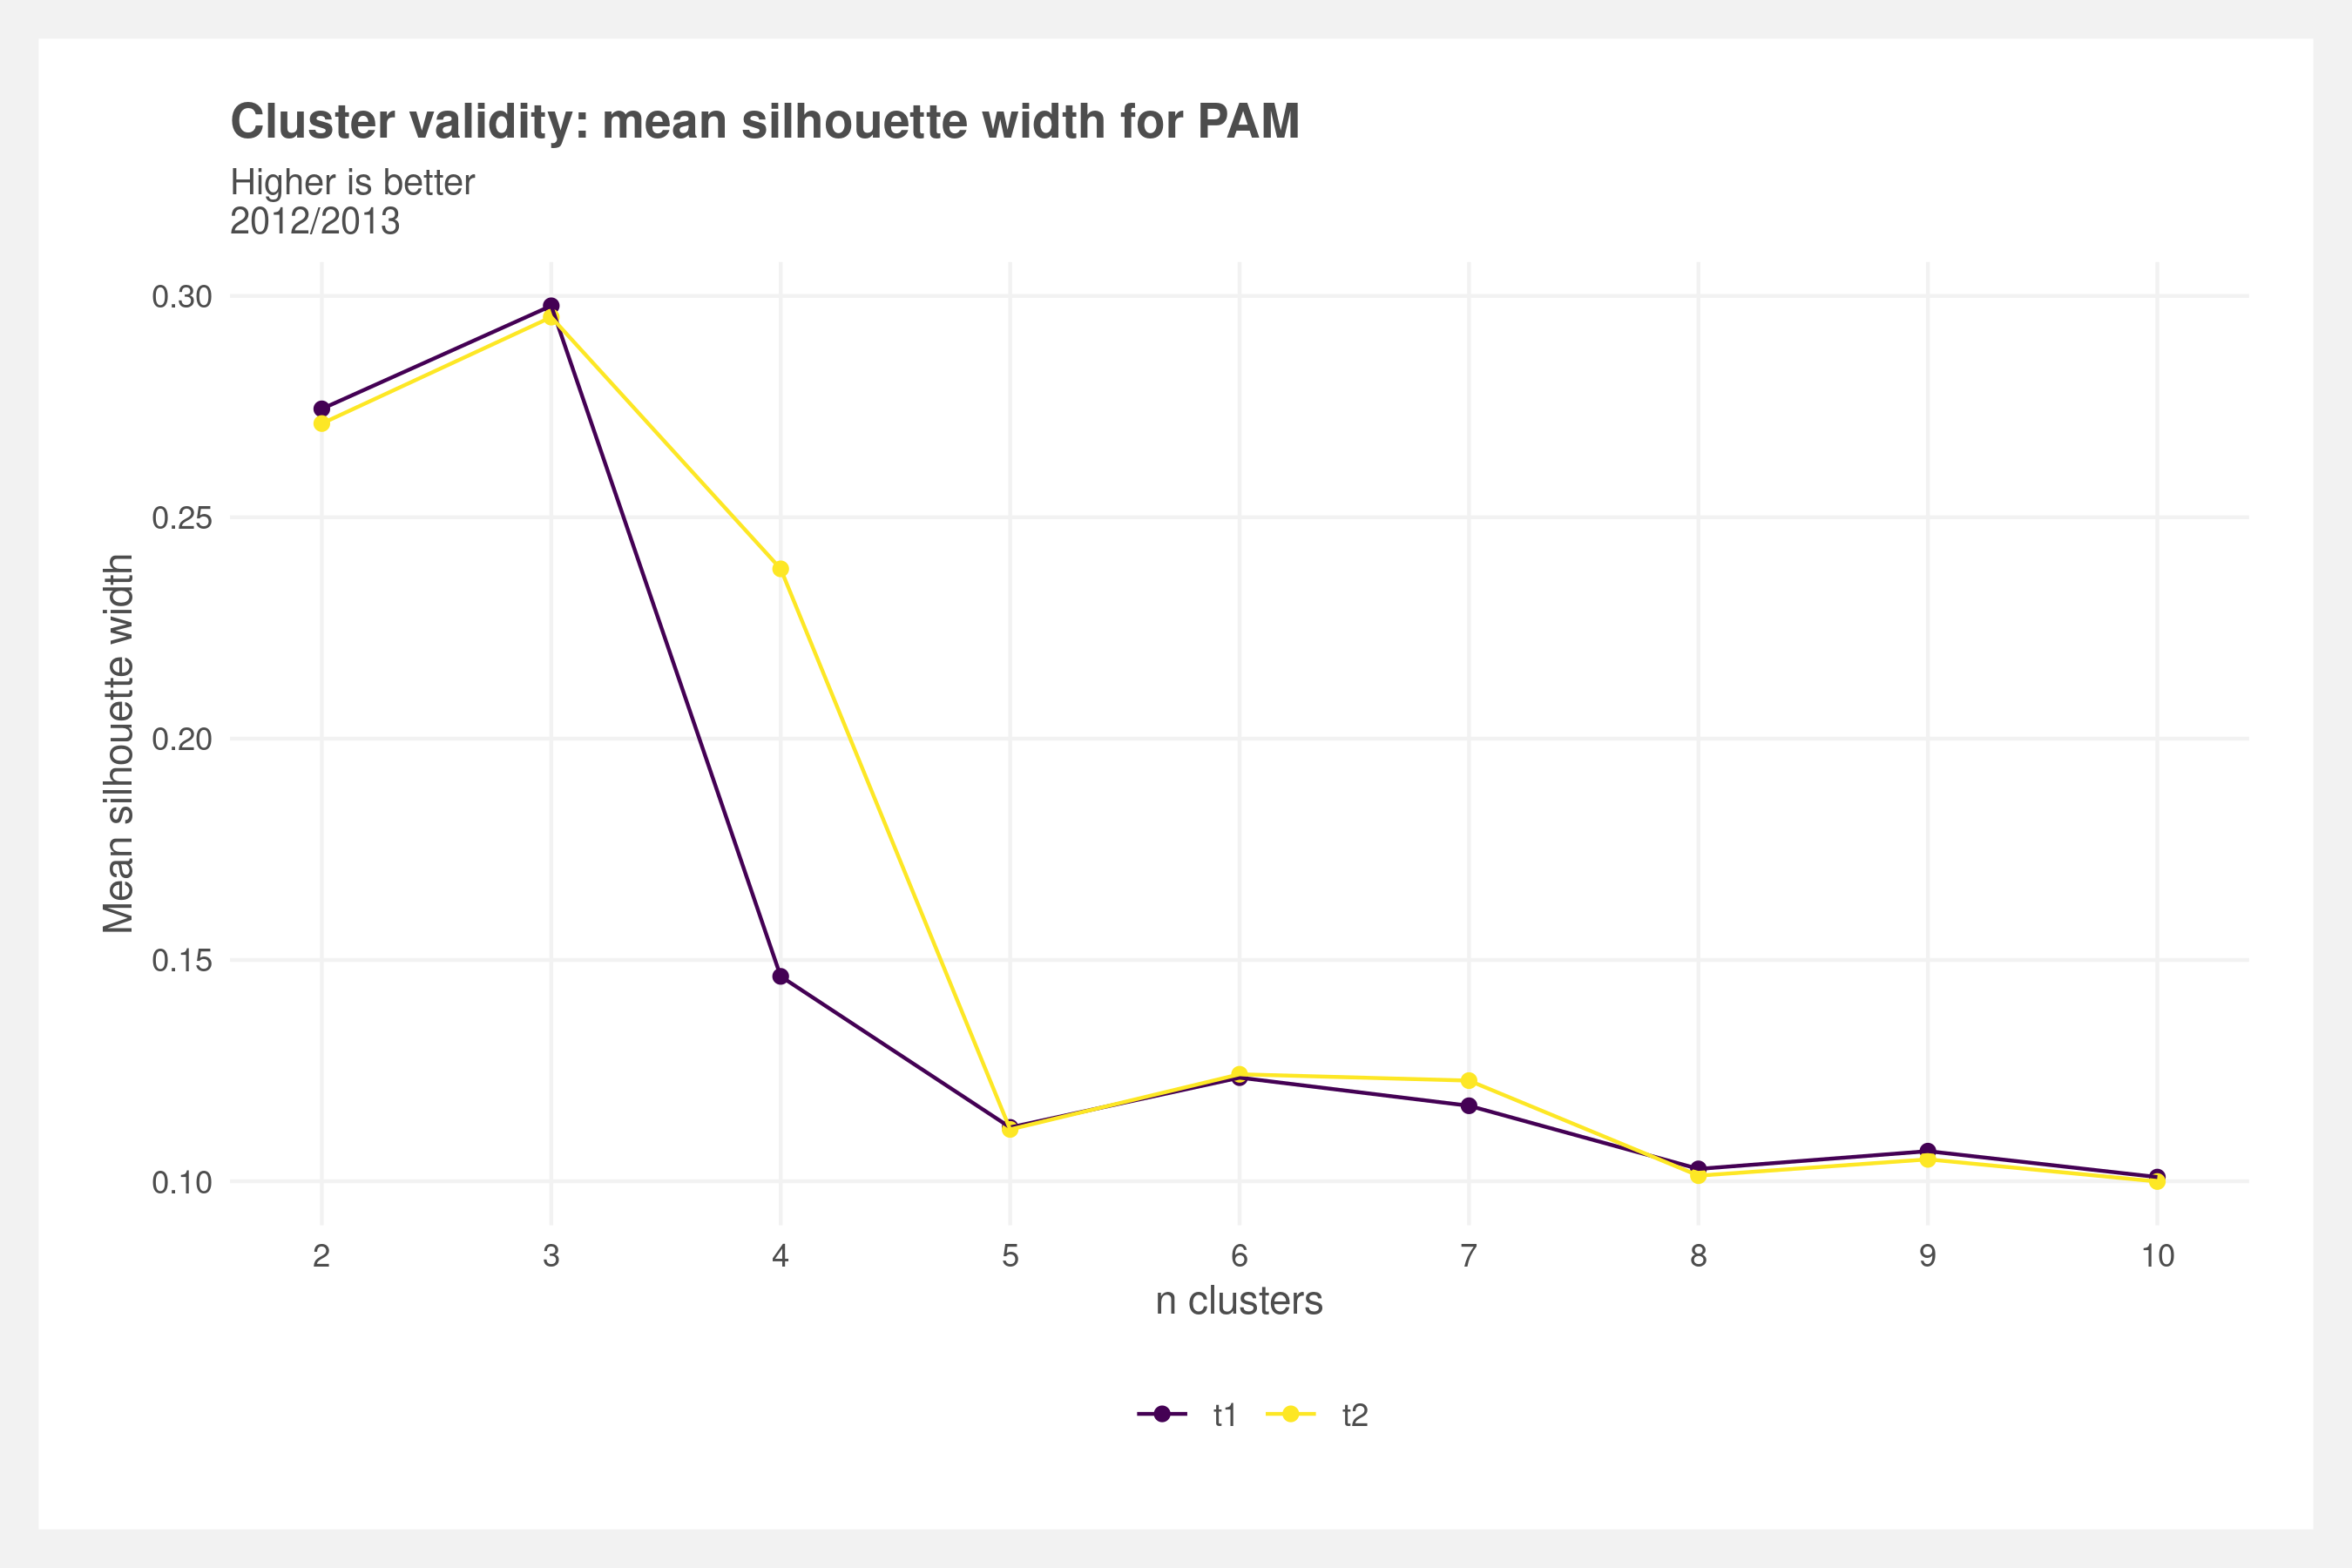 Cluster validity: mean silhouette width for PAM
Higher is better
2012/2013
Mean silhouette width
0.30
0.25
0.20
0.15
0.10
2 3 4 5 6 7 8 9 10
n clusters
t1 t2